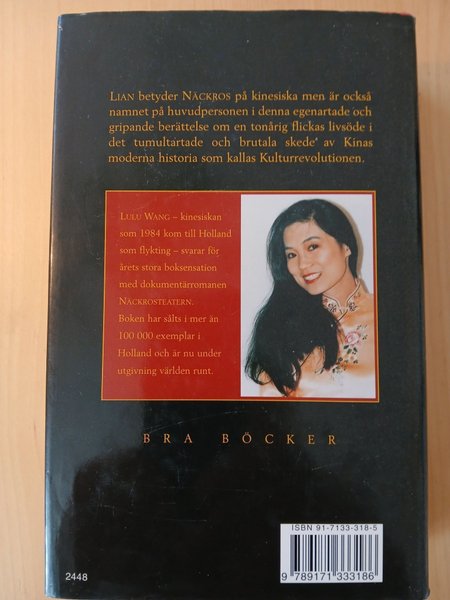 LIAN betyder NÄCKROS på kinesiska men är också
namnet på huvudpersonen i denna egenartade och
gripande berättelse om en tonårig flickas livsöde i
det tumultartade och brutala skede av Kinas
moderna historia som kallas Kulturrevolutionen.
LULU WANG – kinesiskan
som 1984 kom till Holland
som flykting – svarar för
årets stora boksensation
med dokumentärromanen
NÄCKROSTEATERN.
Boken har sålts i mer än
100 000 exemplar i
Holland och är nu under
utgivning världen runt.
BRA BÖCKER
ISBN 91-7133-318-5
9 789171 333186
2448